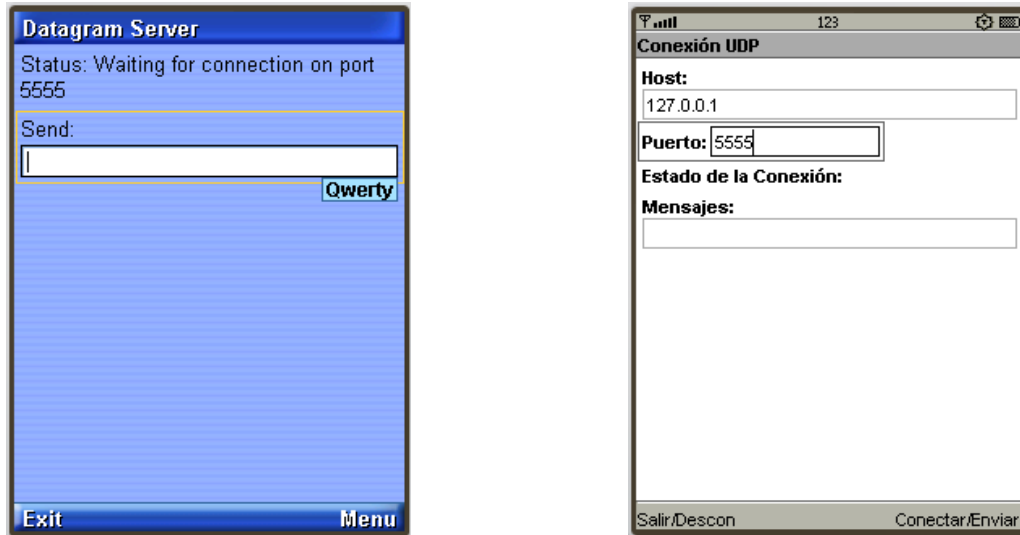 Datagram Server
Status: Waiting for connection on port
5555
Send:
Qwerty
Exit Menu
123
Conexión UDP
Host:
127.0.0.1
Puerto: 5555
Estado de la Conexión:
Mensajes:
Salir/Descon Conectar/Enviar